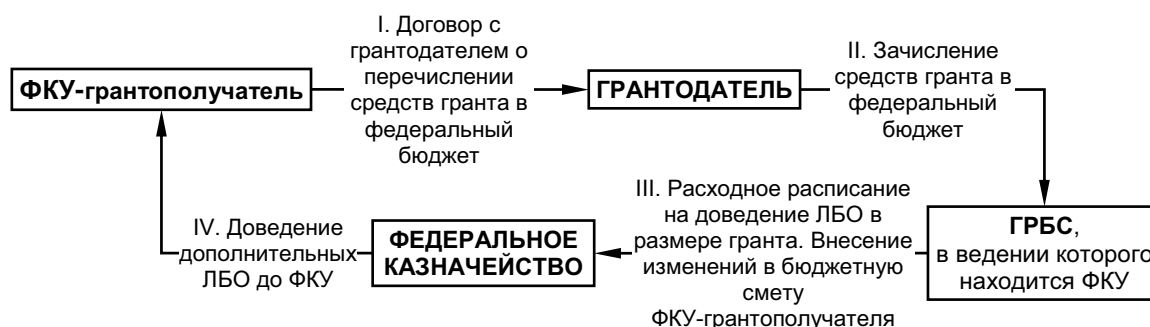 I. Договор с
грантодателем о
перечислении
средств гранта в
федеральный
бюджет
ФКУ-грантополучатель
ГРАНТОДАТЕЛЬ
II. Зачисление
средств гранта в
федеральный
бюджет
ГРБС,
в ведении которого
находится ФКУ
III. Расходное расписание
на доведение ЛБО в
размере гранта. Внесение
изменений в бюджетную
смету
ФКУ-грантополучателя
ФЕДЕРАЛЬНОЕ
КАЗНАЧЕЙСТВО
IV. Доведение
дополнительных
ЛБО до ФКУ